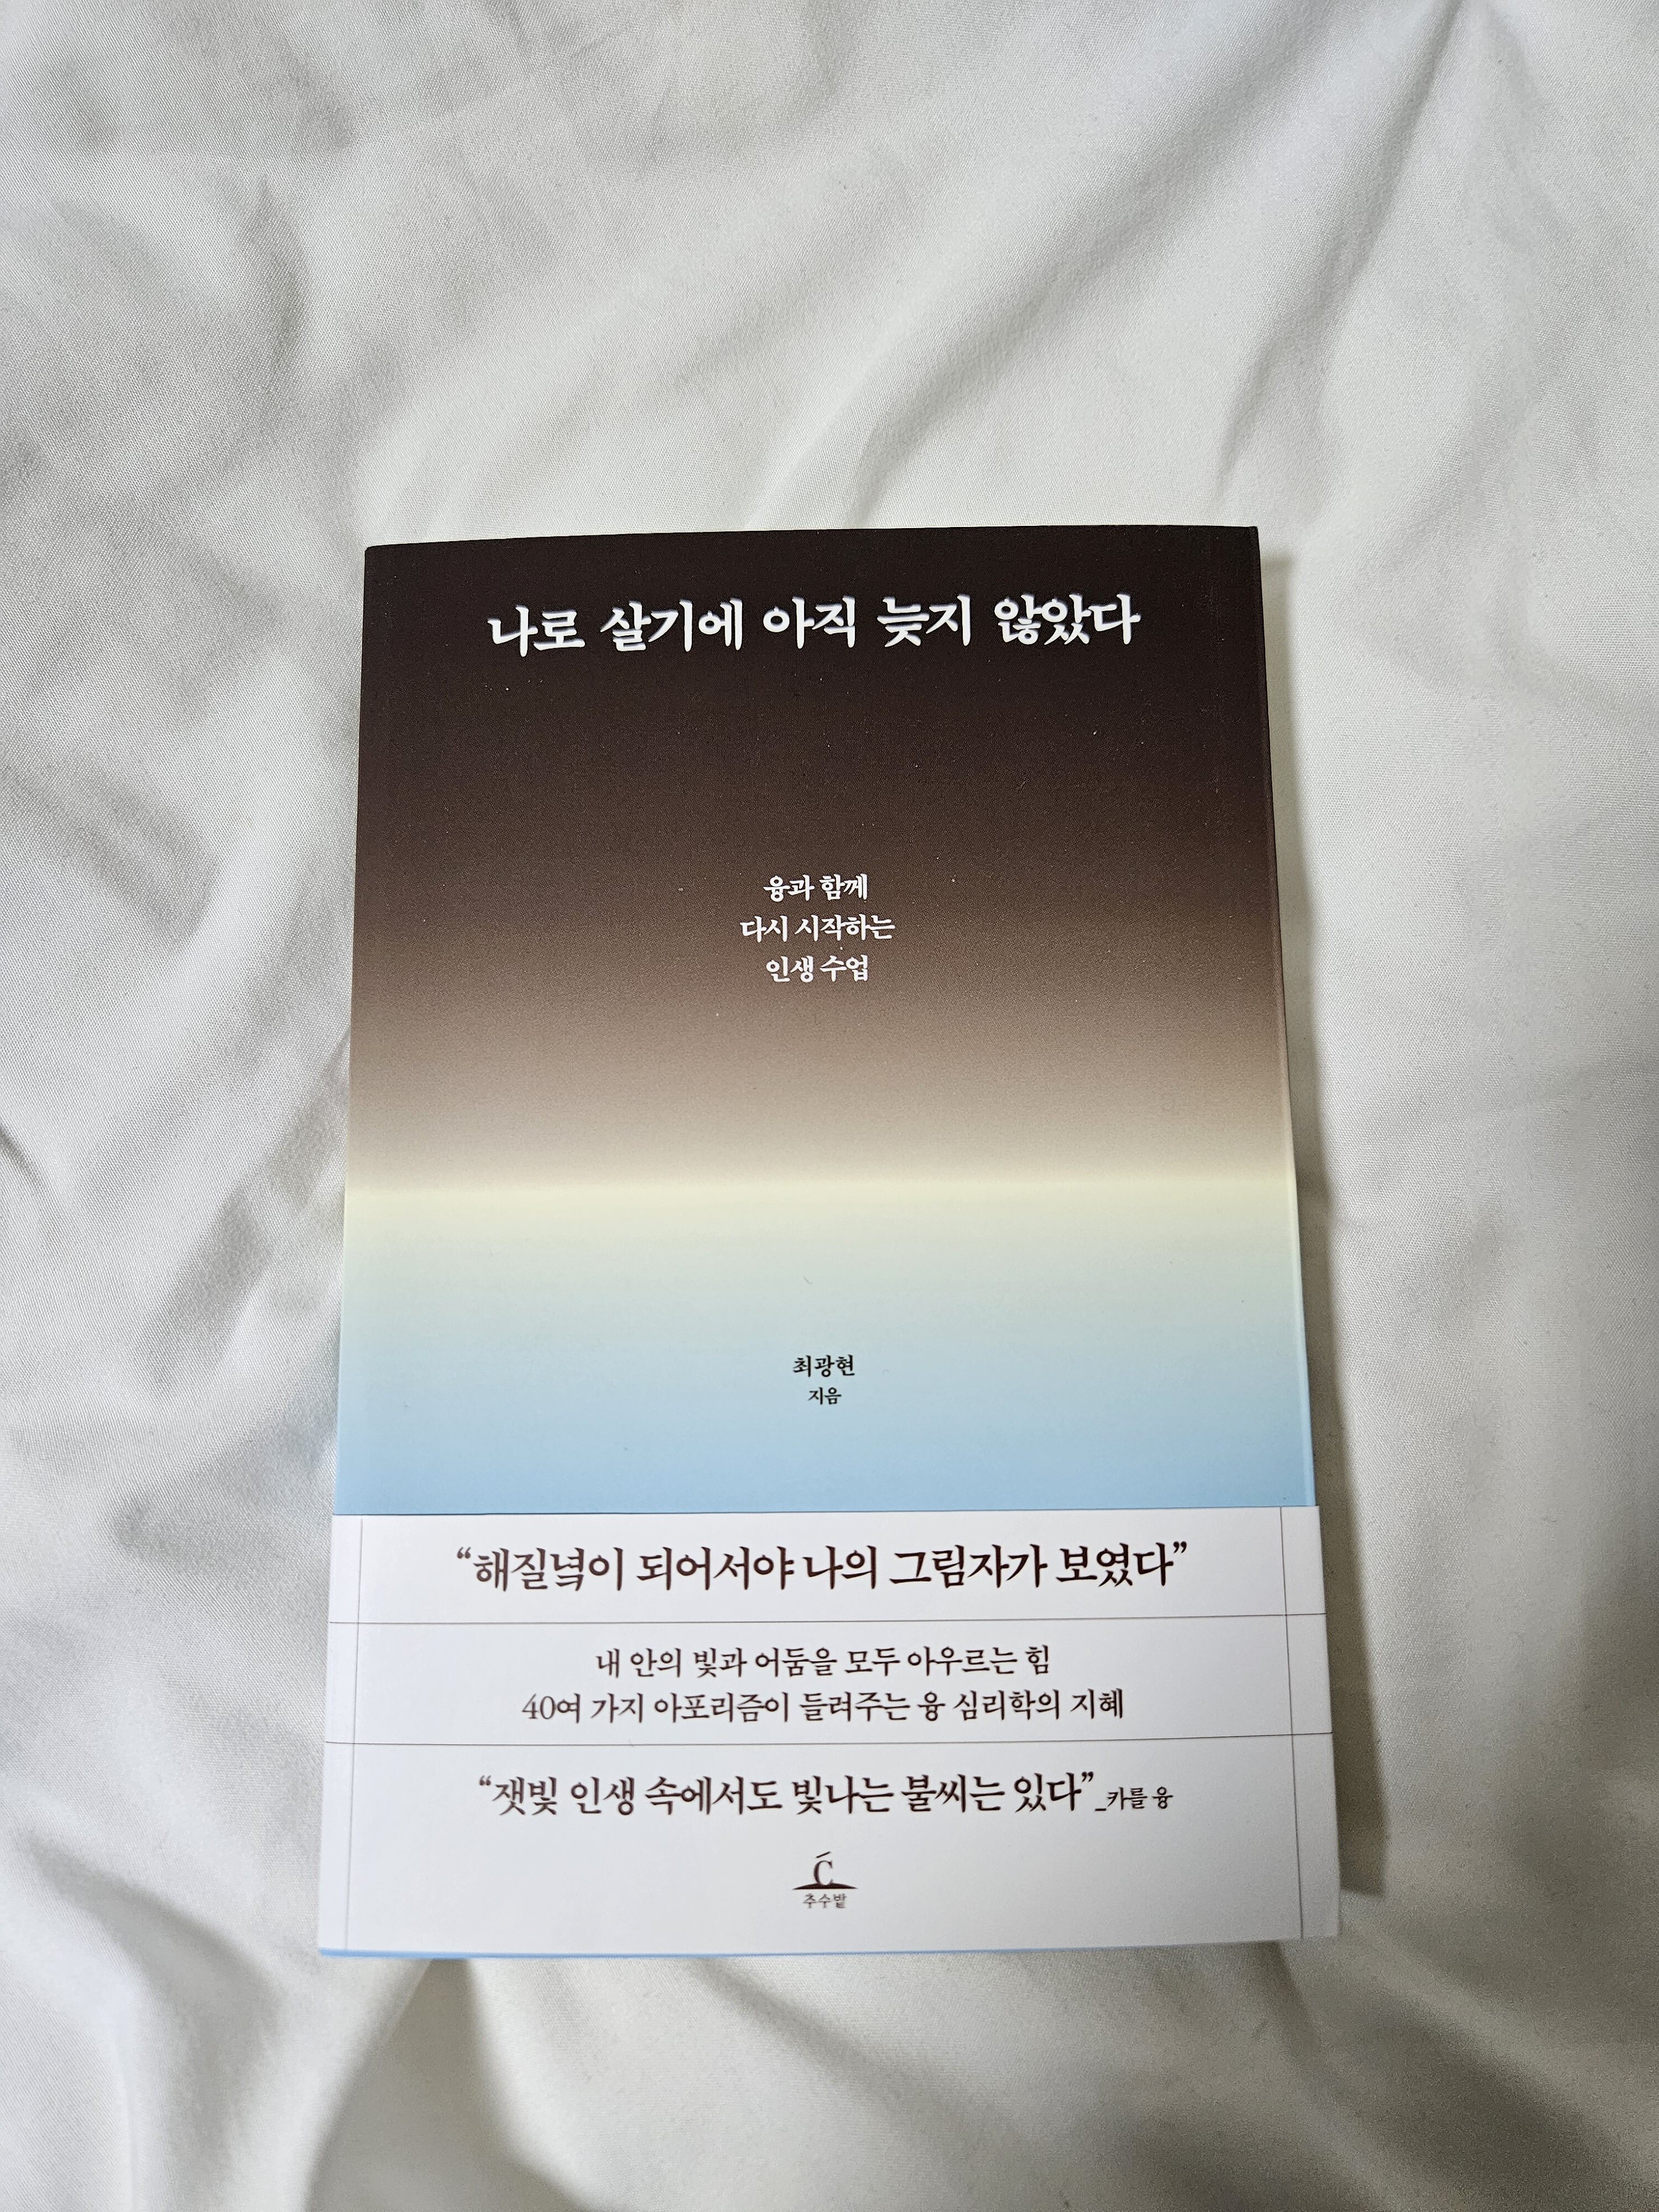 나로 살기에 아직 늦지 않았다
융과 함께
다시 시작하는
인생 수업
최광현
지음
“해질녘이 되어서야 나의 그림자가 보였다”
내 안의 빛과 어둠을 모두 아우르는 힘
40여 가지 아포리즘이 들려주는 융 심리학의 지혜
“잿빛 인생 속에서도 빛나는 불씨는 있다”_카를 융
Ć
추수밭